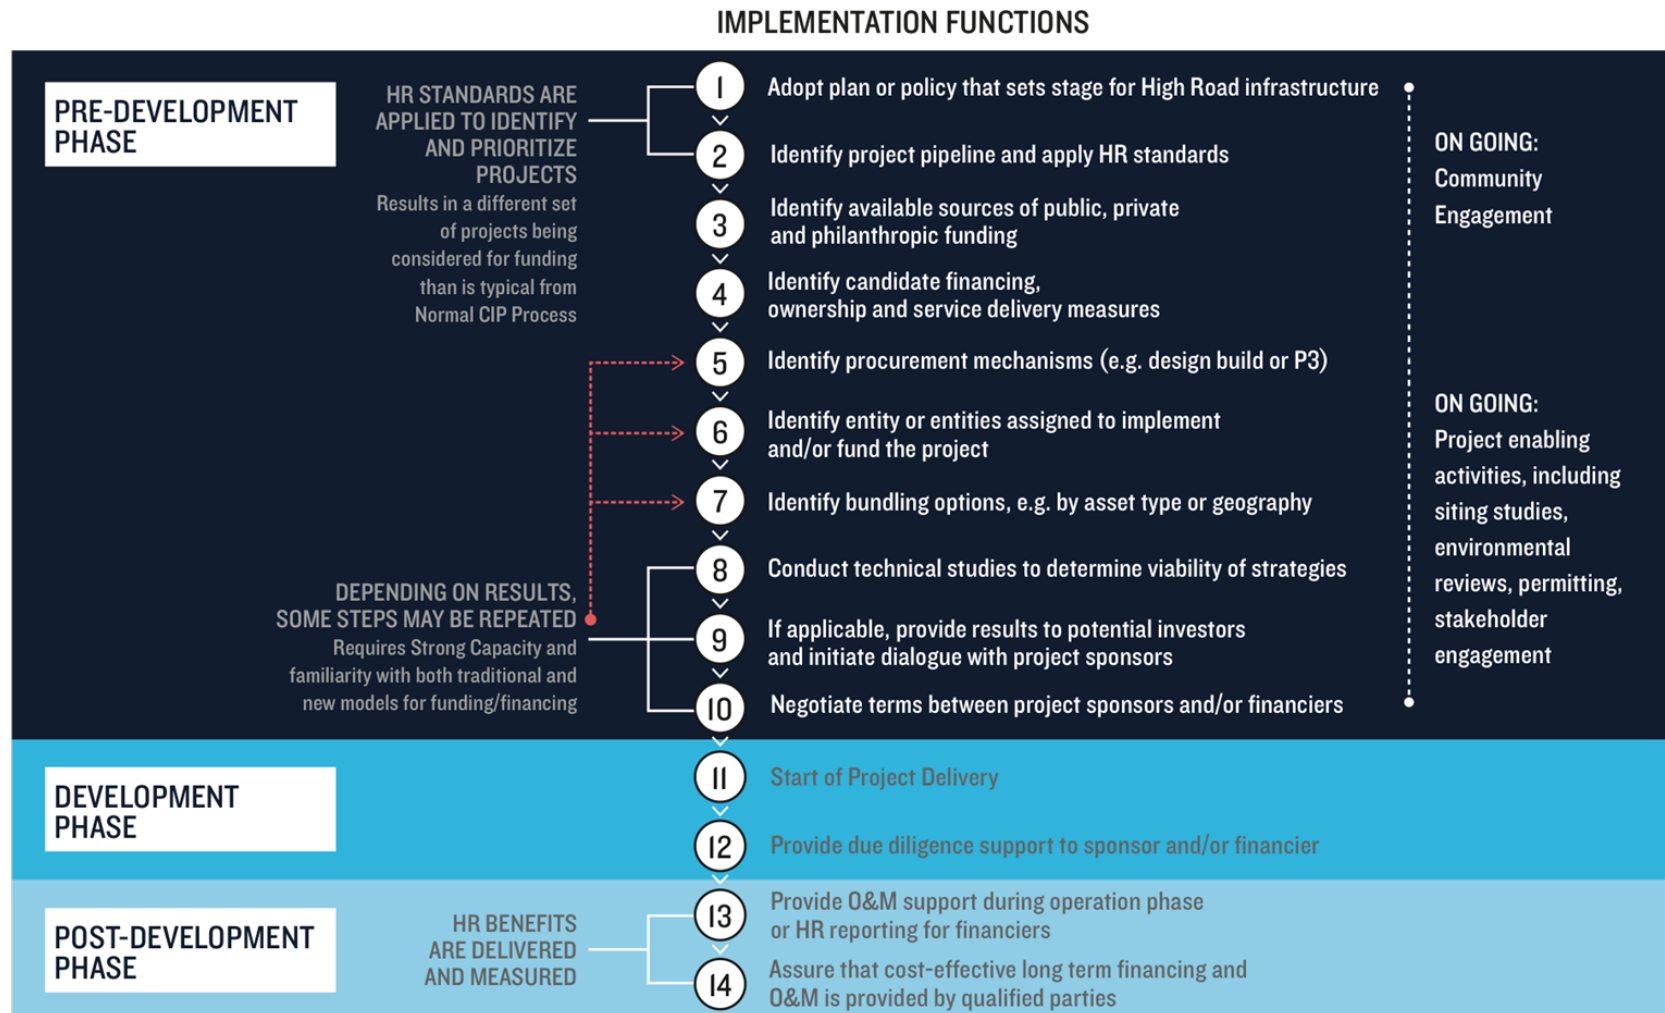 IMPLEMENTATION FUNCTIONS
PRE-DEVELOPMENT
PHASE
HR STANDARDS ARE
APPLIED TO IDENTIFY
AND PRIORITIZE
PROJECTS
Results in a different set
of projects being
considered for funding
than is typical from
Normal CIP Process
1
Adopt plan or policy that sets stage for High Road infrastructure
2
Identify project pipeline and apply HR standards
3
Identify available sources of public, private
and philanthropic funding
4
Identify candidate financing,
ownership and service delivery measures
5
Identify procurement mechanisms (e.g. design build or P3)
6
Identify entity or entities assigned to implement
and/or fund the project
7
Identify bundling options, e.g. by asset type or geography
DEPENDING ON RESULTS,
SOME STEPS MAY BE REPEATED
Requires Strong Capacity and
familiarity with both traditional and
new models for funding/financing
8
Conduct technical studies to determine viability of strategies
9
If applicable, provide results to potential investors
and initiate dialogue with project sponsors
10
Negotiate terms between project sponsors and/or financiers
ON GOING:
Community
Engagement
ON GOING:
Project enabling
activities, including
siting studies,
environmental
reviews, permitting,
stakeholder
engagement
DEVELOPMENT
PHASE
11
Start of Project Delivery
12
Provide due diligence support to sponsor and/or financier
POST-DEVELOPMENT
PHASE
HR BENEFITS
ARE DELIVERED
AND MEASURED
13
Provide O&M support during operation phase
or HR reporting for financiers
14
Assure that cost-effective long term financing and
O&M is provided by qualified parties